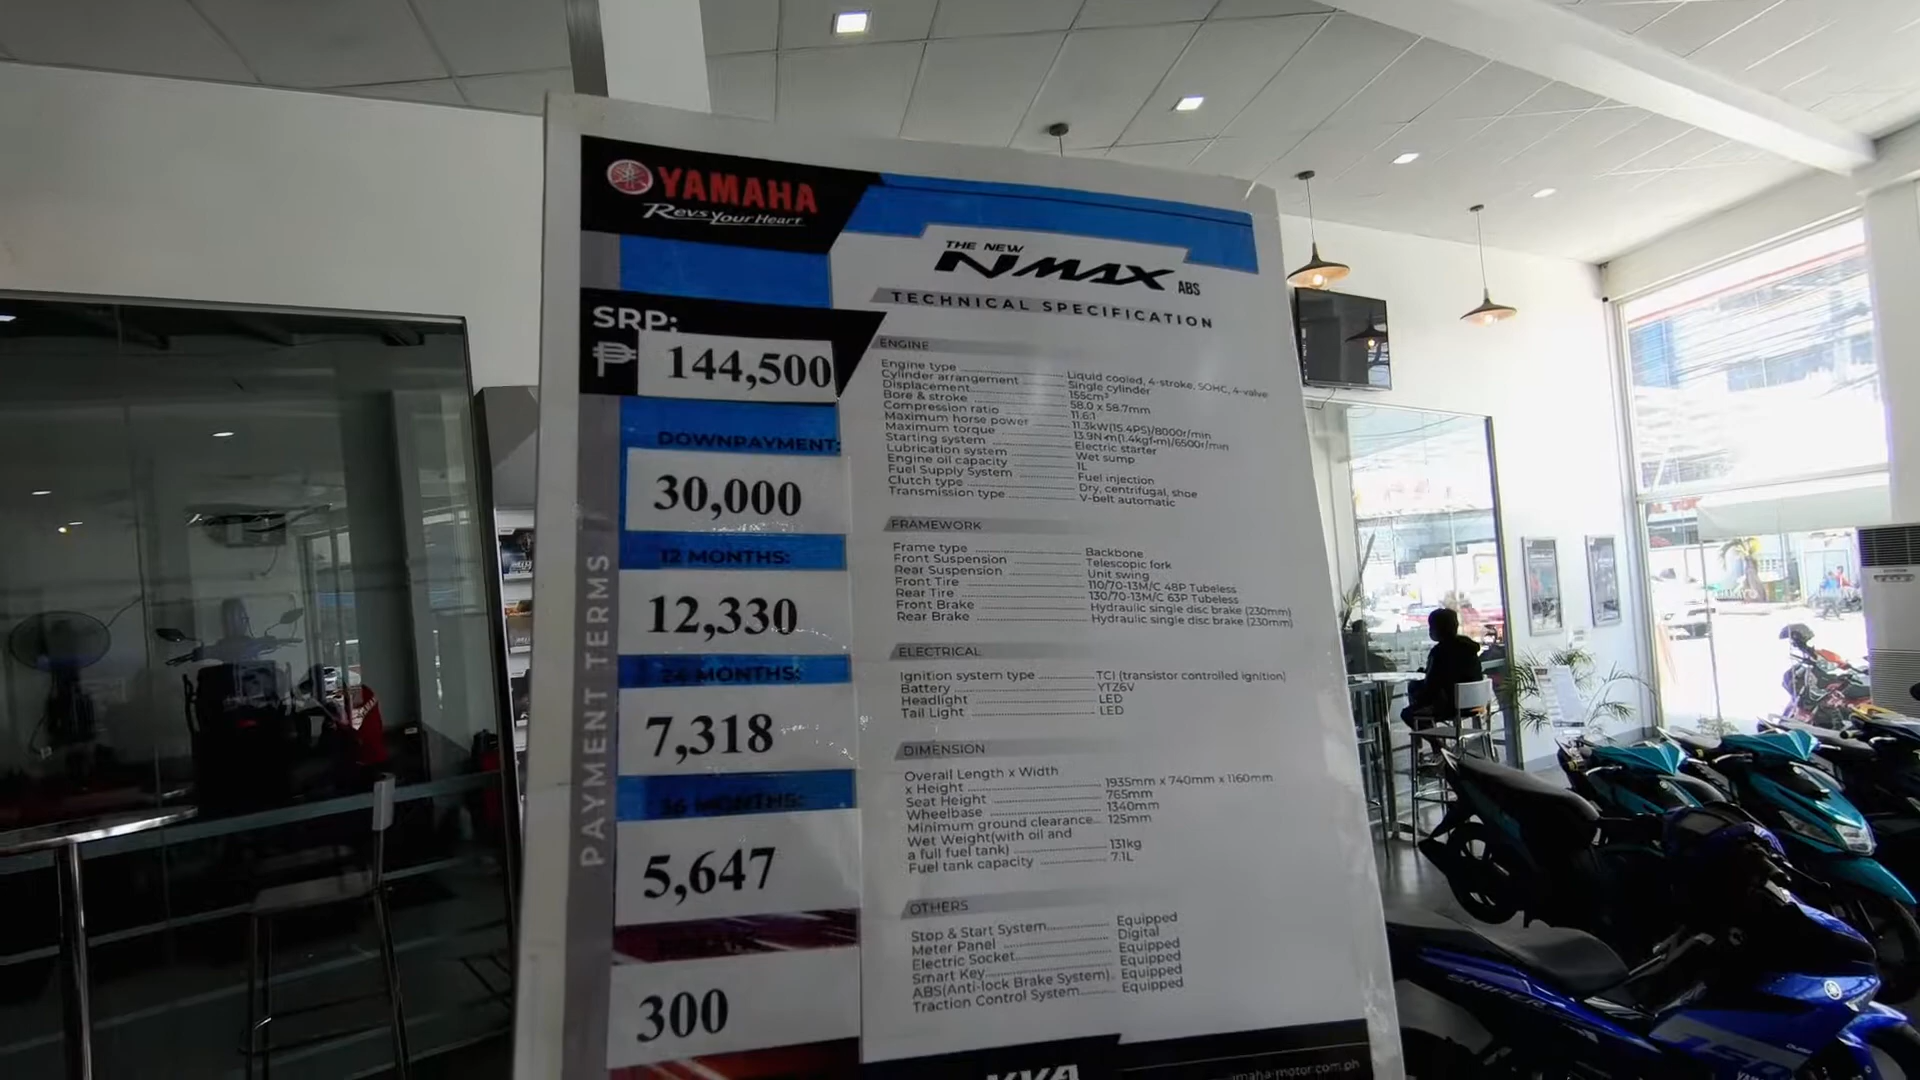 YAMAHA
Revs Your Heart
THE NEW
NMAX ABS
TECHNICAL SPECIFICATION
SRP:
₱ 144,500
DOWNPAYMENT:
30,000
12 MONTHS:
12,330
24 MONTHS:
7,318
36 MONTHS:
5,647
300
PAYMENT TERMS
ENGINE
Engine type Liquid cooled, 4-stroke, SOHC, 4-valve
Cylinder arrangement Single cylinder
Displacement 155cm³
Bore & stroke 58.0 x 58.7mm
Compression ratio 11.6:1
Maximum horse power 11.3kW(15.4PS)/8000r/min
Maximum torque 13.9N•m(1.4kgf•m)/6500r/min
Starting system Electric starter
Lubrication system Wet sump
Engine oil capacity 1L
Fuel Supply System Fuel injection
Clutch type Dry, centrifugal, shoe
Transmission type V-belt automatic
FRAMEWORK
Frame type Backbone
Front Suspension Telescopic fork
Rear Suspension Unit swing
Front Tire 110/70-13M/C 48P Tubeless
Rear Tire 130/70-13M/C 63P Tubeless
Front Brake Hydraulic single disc brake (230mm)
Rear Brake Hydraulic single disc brake (230mm)
ELECTRICAL
Ignition system type TCI (transistor controlled ignition)
Battery YTZ6V
Headlight LED
Tail Light LED
DIMENSION
Overall Length x Width
x Height 1935mm x 740mm x 1160mm
Seat Height 765mm
Wheelbase 1340mm
Minimum ground clearance 125mm
Wet Weight(with oil and
a full fuel tank) 131kg
Fuel tank capacity 7.1L
OTHERS
Stop & Start System Equipped
Meter Panel Digital
Electric Socket Equipped
Smart Key Equipped
ABS(Anti-lock Brake System) Equipped
Traction Control System Equipped
VVA
yamaha-motor.com.ph
SNIPER
150